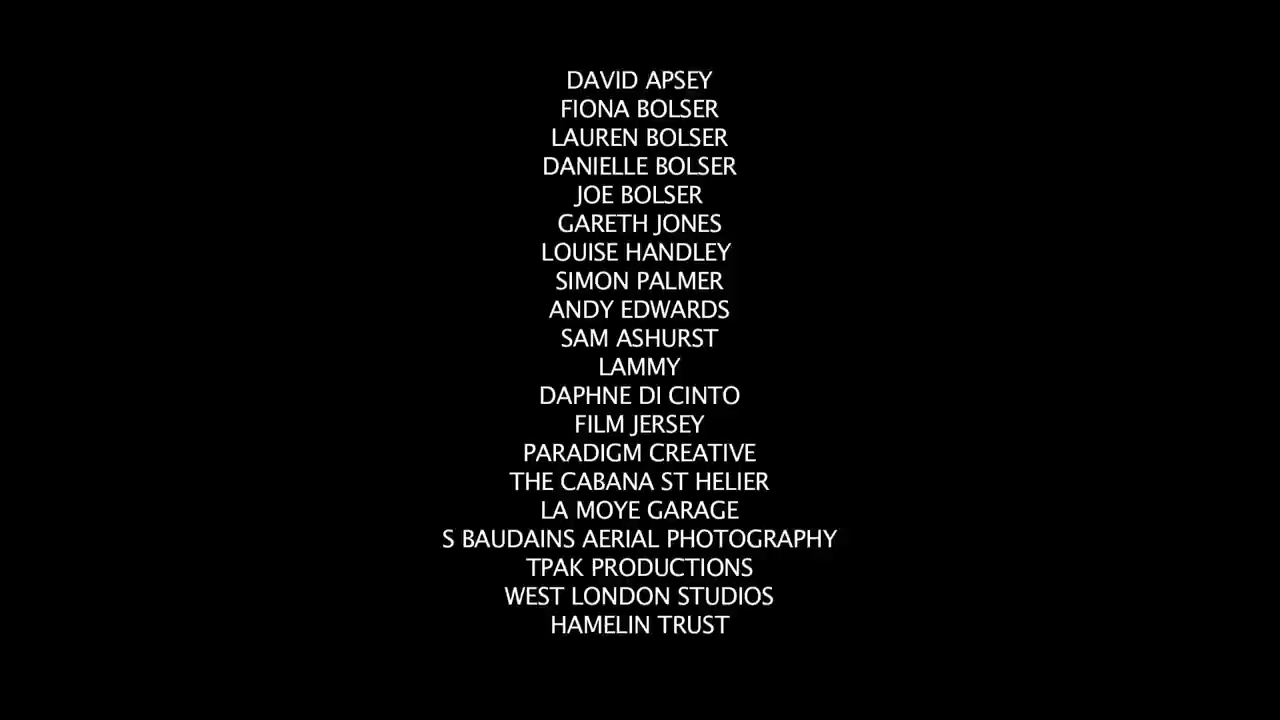 DAVID APSEY
FIONA BOLSER
LAUREN BOLSER
DANIELLE BOLSER
JOE BOLSER
GARETH JONES
LOUISE HANDLEY
SIMON PALMER
ANDY EDWARDS
SAM ASHURST
LAMMY
DAPHNE DI CINTO
FILM JERSEY
PARADIGM CREATIVE
THE CABANA ST HELIER
LA MOYE GARAGE
S BAUDAINS AERIAL PHOTOGRAPHY
TPAK PRODUCTIONS
WEST LONDON STUDIOS
HAMELIN TRUST